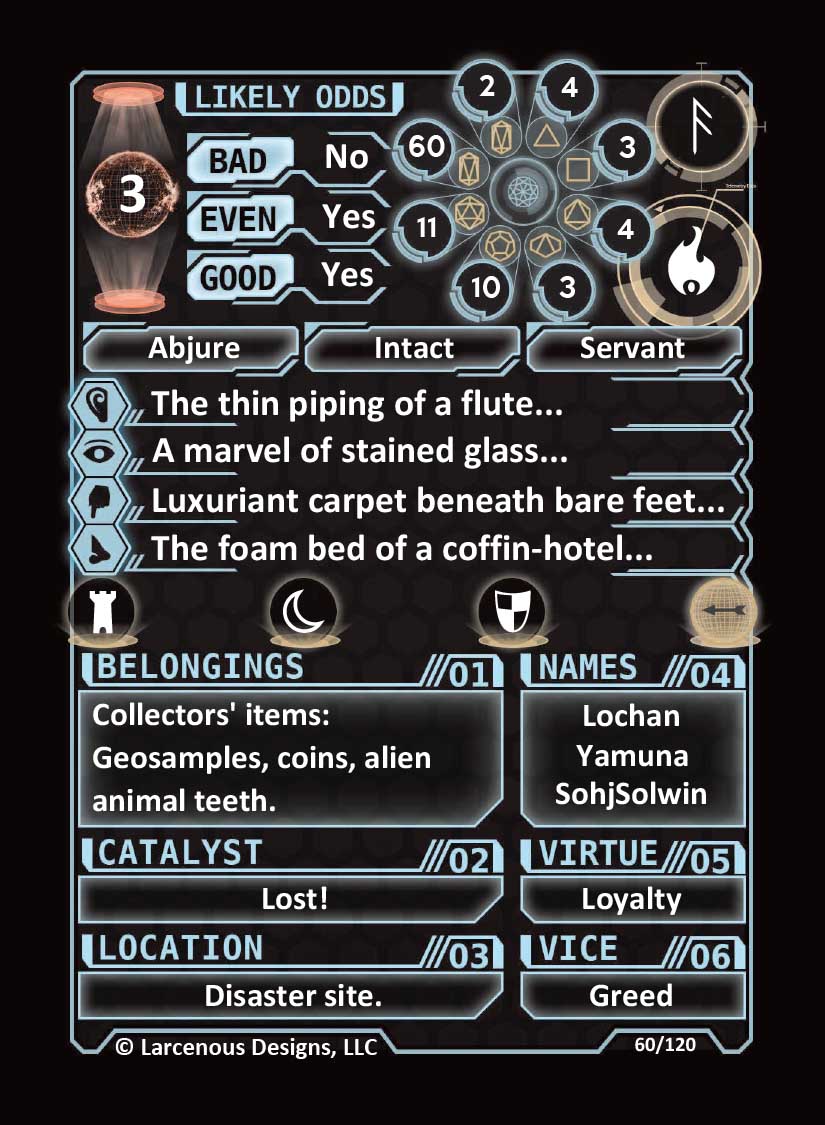 LIKELY ODDS
3
BAD No
EVEN Yes
GOOD Yes
2
4
60
3
11
4
10
3
ᚨ
Abjure Intact Servant
The thin piping of a flute...
A marvel of stained glass...
Luxuriant carpet beneath bare feet...
The foam bed of a coffin-hotel...
BELONGINGS ///01
Collectors' items:
Geosamples, coins, alien
animal teeth.
NAMES ///04
Lochan
Yamuna
SohjSolwin
CATALYST ///02
Lost!
VIRTUE ///05
Loyalty
LOCATION ///03
Disaster site.
VICE ///06
Greed
© Larcenous Designs, LLC
60/120